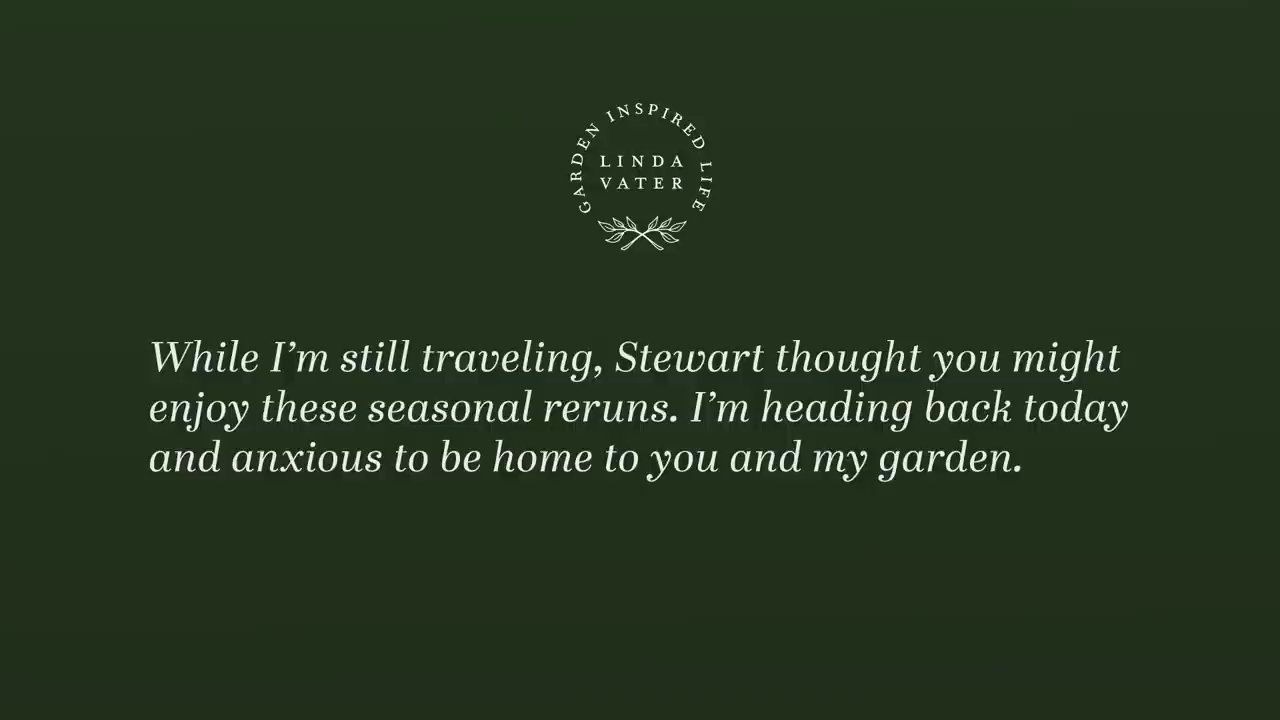 GARDEN INSPIRED LIFE
LINDA
VATER
While I’m still traveling, Stewart thought you might
enjoy these seasonal reruns. I’m heading back today
and anxious to be home to you and my garden.